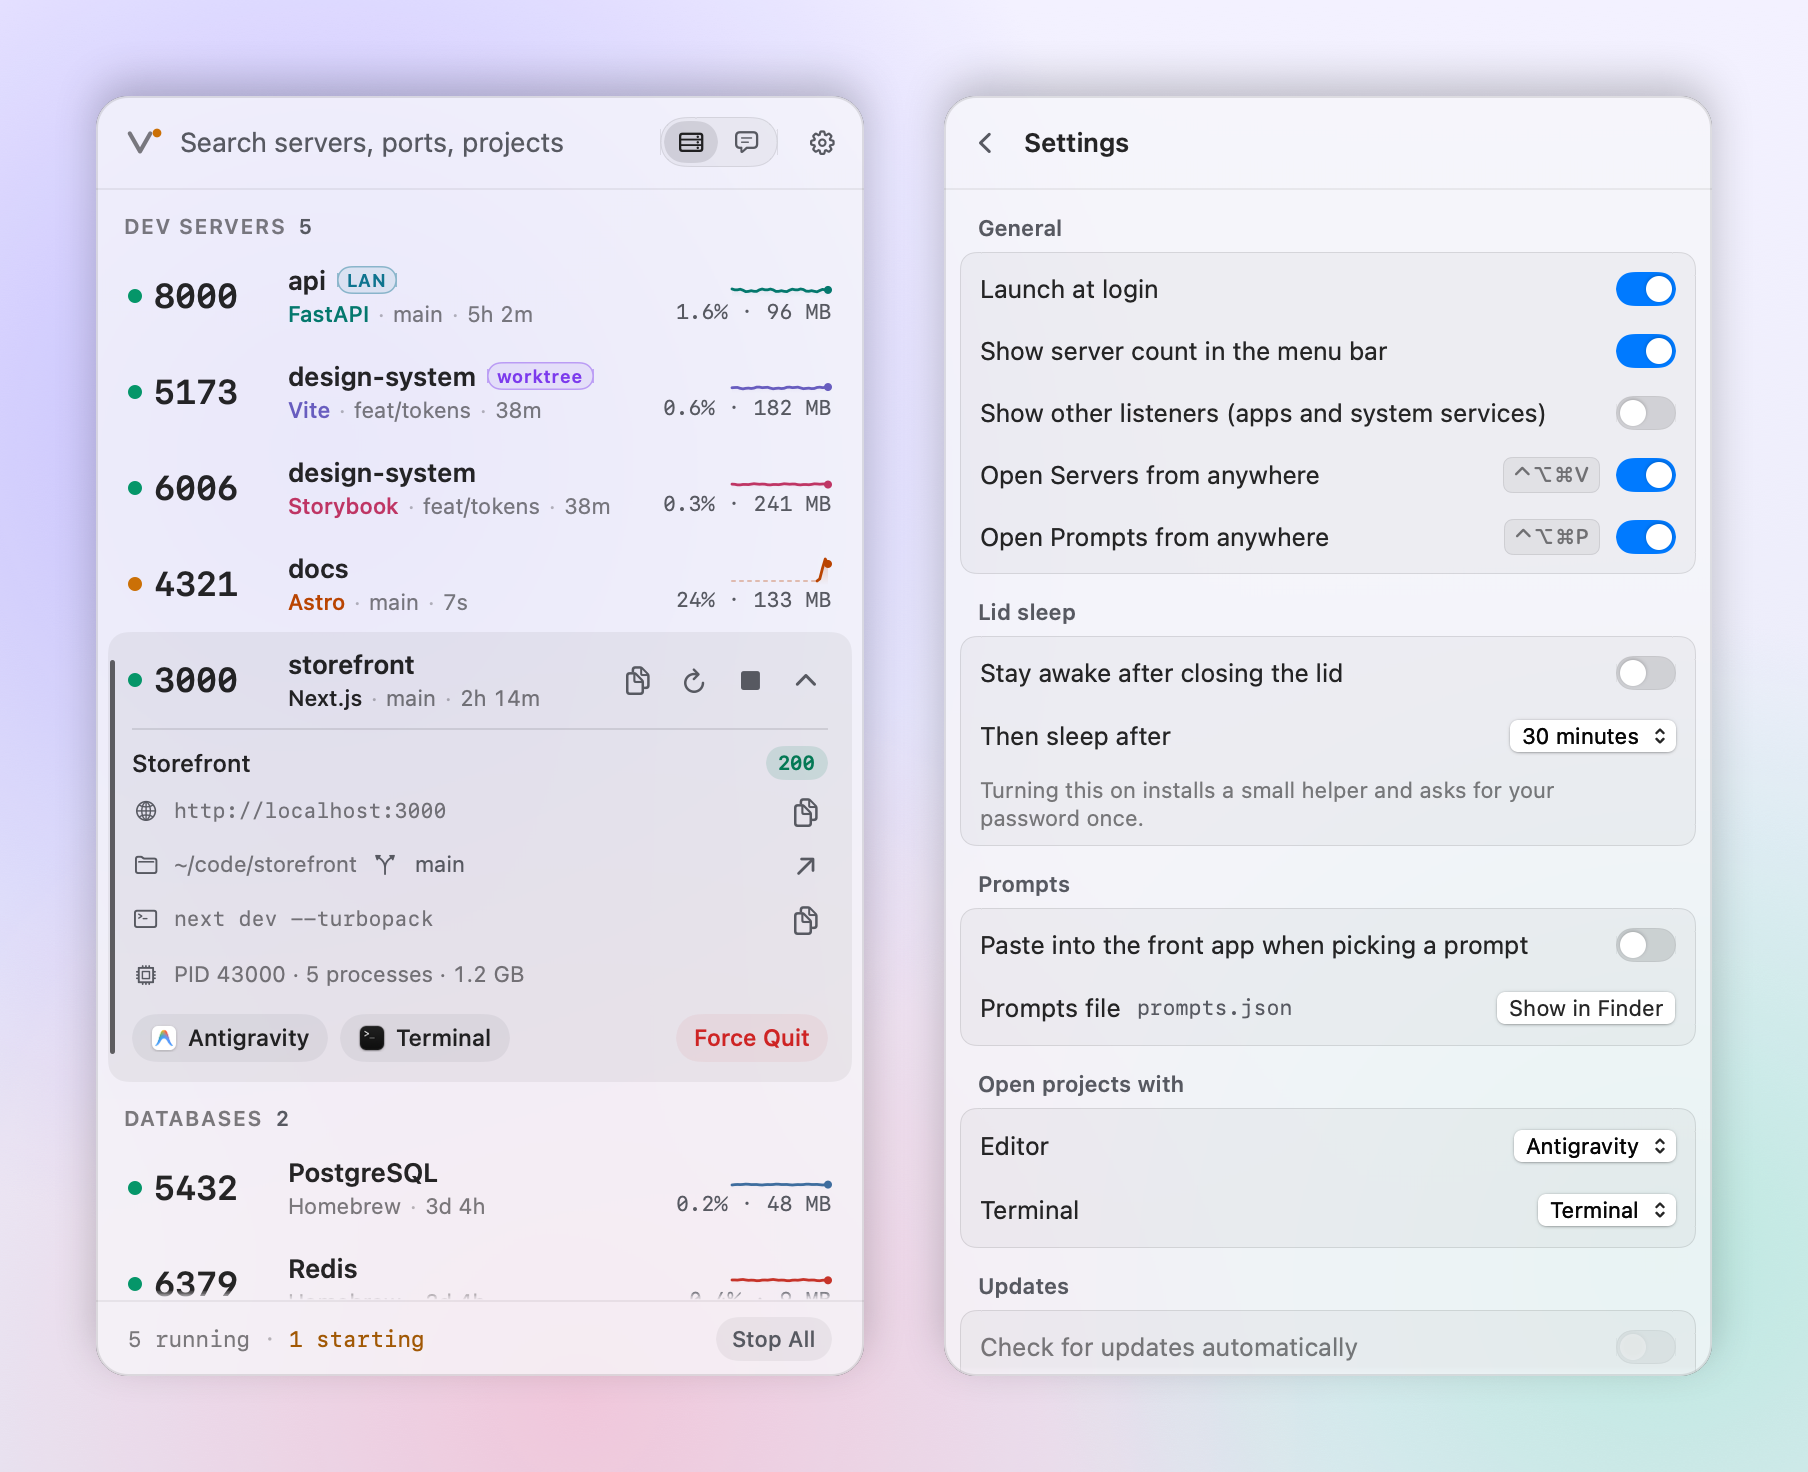 Search servers, ports, projects
DEV SERVERS 5
8000 api LAN
FastAPI · main · 5h 2m
1.6% · 96 MB
5173 design-system worktree
Vite · feat/tokens · 38m
0.6% · 182 MB
6006 design-system
Storybook · feat/tokens · 38m
0.3% · 241 MB
4321 docs
Astro · main · 7s
24% · 133 MB
3000 storefront
Next.js · main · 2h 14m
Storefront 200
http://localhost:3000
~/code/storefront main
next dev --turbopack
PID 43000 · 5 processes · 1.2 GB
Antigravity Terminal Force Quit
DATABASES 2
5432 PostgreSQL
Homebrew · 3d 4h
0.2% · 48 MB
6379 Redis
5 running · 1 starting Stop All
Settings
General
Launch at login
Show server count in the menu bar
Show other listeners (apps and system services)
Open Servers from anywhere ⌃⌥⌘V
Open Prompts from anywhere ⌃⌥⌘P
Lid sleep
Stay awake after closing the lid
Then sleep after 30 minutes
Turning this on installs a small helper and asks for your
password once.
Prompts
Paste into the front app when picking a prompt
Prompts file prompts.json Show in Finder
Open projects with
Editor Antigravity
Terminal Terminal
Updates
Check for updates automatically